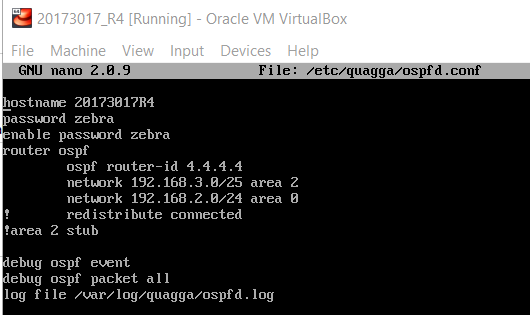 20173017_R4 [Running] - Oracle VM VirtualBox
File Machine View Input Devices Help
GNU nano 2.0.9 File: /etc/quagga/ospfd.conf
hostname 20173017R4
password zebra
enable password zebra
router ospf
ospf router-id 4.4.4.4
network 192.168.3.0/25 area 2
network 192.168.2.0/24 area 0
! redistribute connected
!area 2 stub
debug ospf event
debug ospf packet all
log file /var/log/quagga/ospfd.log